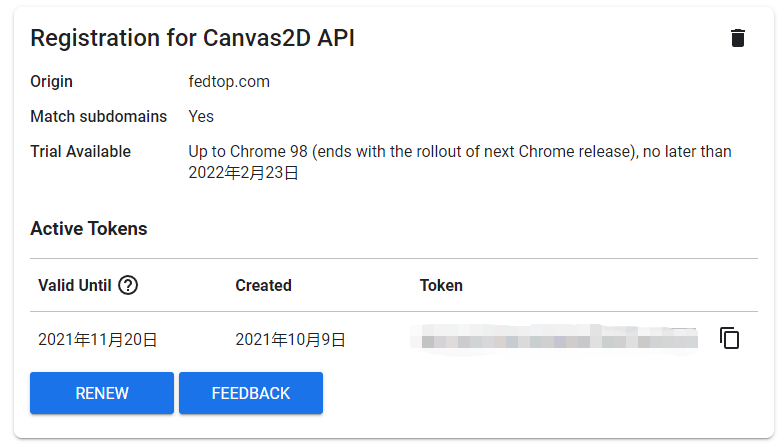 Registration for Canvas2D API
Origin fedtop.com
Match subdomains Yes
Trial Available Up to Chrome 98 (ends with the rollout of next Chrome release), no later than
2022年2月23日
Active Tokens
Valid Until ? Created Token
2021年11月20日 2021年10月9日
RENEW FEEDBACK